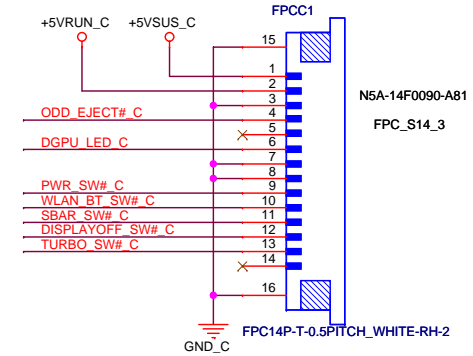 FPCC1
+5VRUN_C
+5VSUS_C
15
1
2
3
ODD_EJECT#_C
4
5
DGPU_LED_C
6
7
8
PWR_SW#_C
9
WLAN_BT_SW#_C
10
SBAR_SW#_C
11
DISPLAYOFF_SW#_C
12
TURBO_SW#_C
13
14
16
N5A-14F0090-A81
FPC_S14_3
GND_C
FPC14P-T-0.5PITCH_WHITE-RH-2